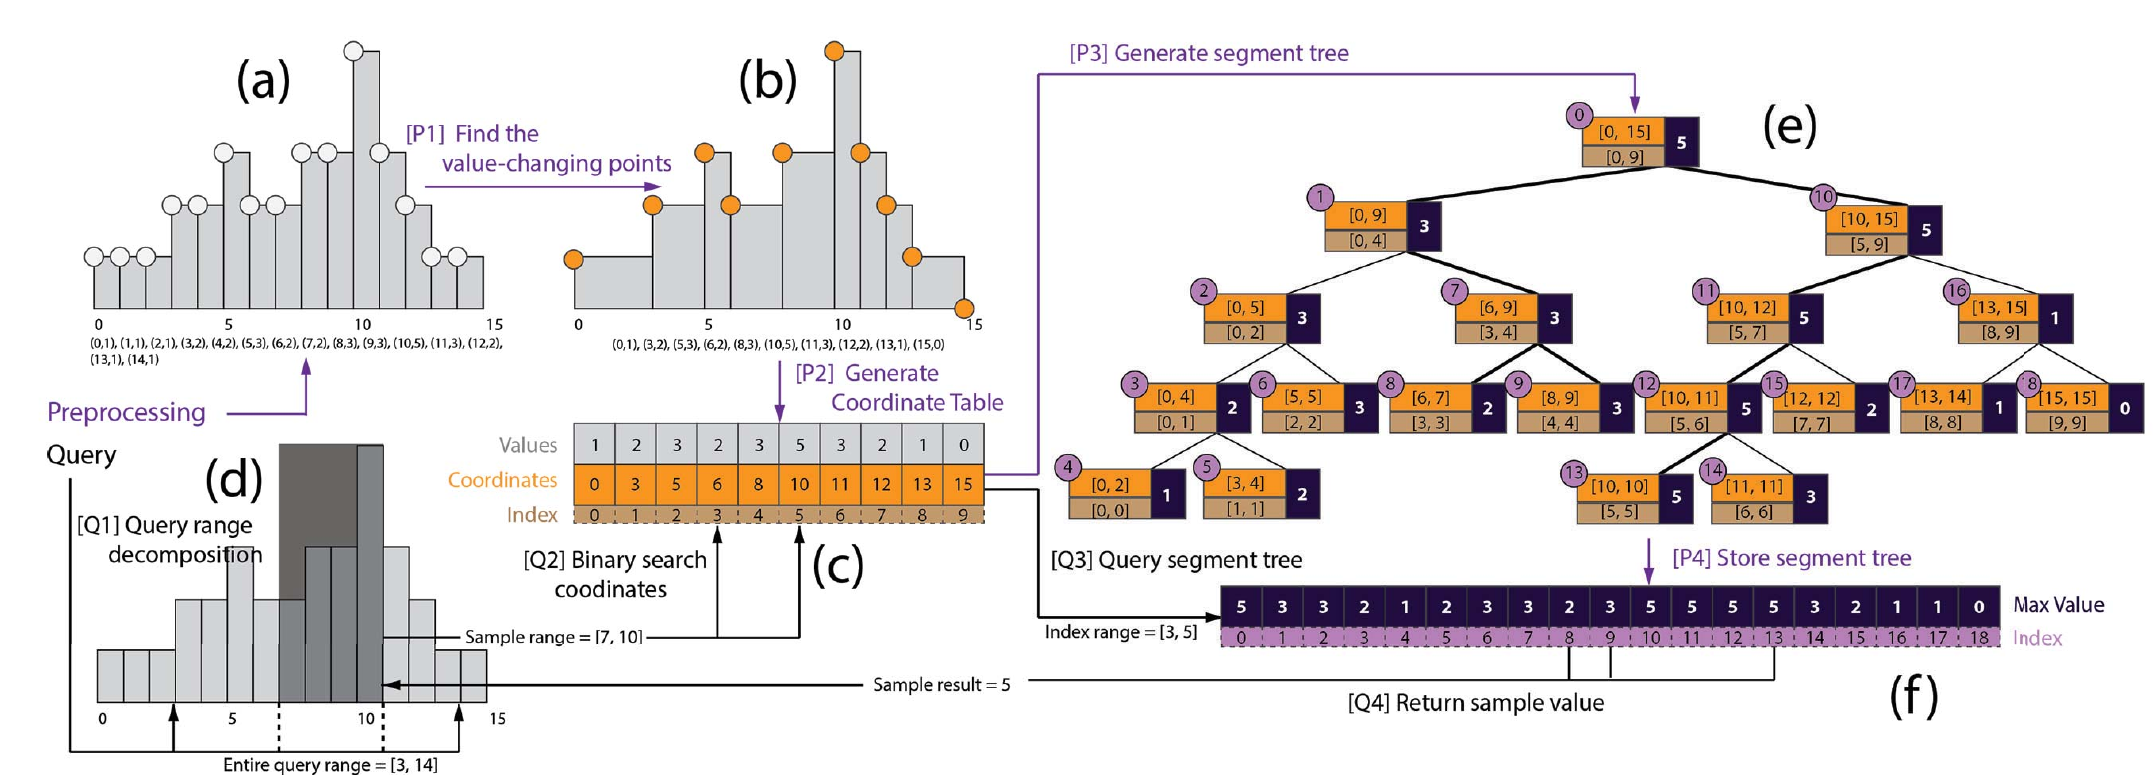 (a)
0 5 10 15
(0,1), (1,1), (2,1), (3,2), (4,2), (5,3), (6,2), (7,2), (8,3), (9,3), (10,5), (11,3), (12,2),
(13,1), (14,1)
[P1] Find the
value-changing points
(b)
0 5 10 15
(0,1), (3,2), (5,3), (6,2), (8,3), (10,5), (11,3), (12,2), (13,1), (15,0)
Preprocessing
[P2] Generate
Coordinate Table
Values 1 2 3 2 3 5 3 2 1 0
Coordinates 0 3 5 6 8 10 11 12 13 15
Index 0 1 2 3 4 5 6 7 8 9
(c)
Query
(d)
[Q1] Query range
decomposition
0 5 10 15
Entire query range = [3, 14]
[Q2] Binary search
coodinates
Sample range = [7, 10]
[P3] Generate segment tree
(e)
0 [0, 15] 5
[0, 9]
1 [0, 9] 3
[0, 4]
10 [10, 15] 5
[5, 9]
2 [0, 5] 3
[0, 2]
7 [6, 9] 3
[3, 4]
11 [10, 12] 5
[5, 7]
16 [13, 15] 1
[8, 9]
3 [0, 4] 2
[0, 1]
6 [5, 5] 3
[2, 2]
8 [6, 7] 2
[3, 3]
9 [8, 9] 3
[4, 4]
12 [10, 11] 5
[5, 6]
15 [12, 12] 2
[7, 7]
17 [13, 14] 1
[8, 8]
18 [15, 15] 0
[9, 9]
4 [0, 2] 1
[0, 0]
5 [3, 4] 2
[1, 1]
13 [10, 10] 5
[5, 5]
14 [11, 11] 3
[6, 6]
[Q3] Query segment tree
[P4] Store segment tree
Index range = [3, 5]
5 3 3 2 1 2 3 3 2 3 5 5 5 5 3 2 1 1 0 Max Value
0 1 2 3 4 5 6 7 8 9 10 11 12 13 14 15 16 17 18 Index
Sample result = 5
[Q4] Return sample value
(f)